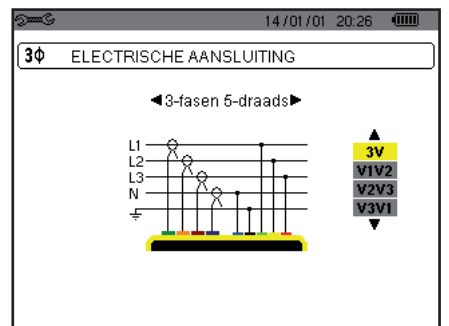 14/01/01 20:26
3Φ ELECTRISCHE AANSLUITING
3-fasen 5-draads
L1
L2
L3
N
3V
V1V2
V2V3
V3V1